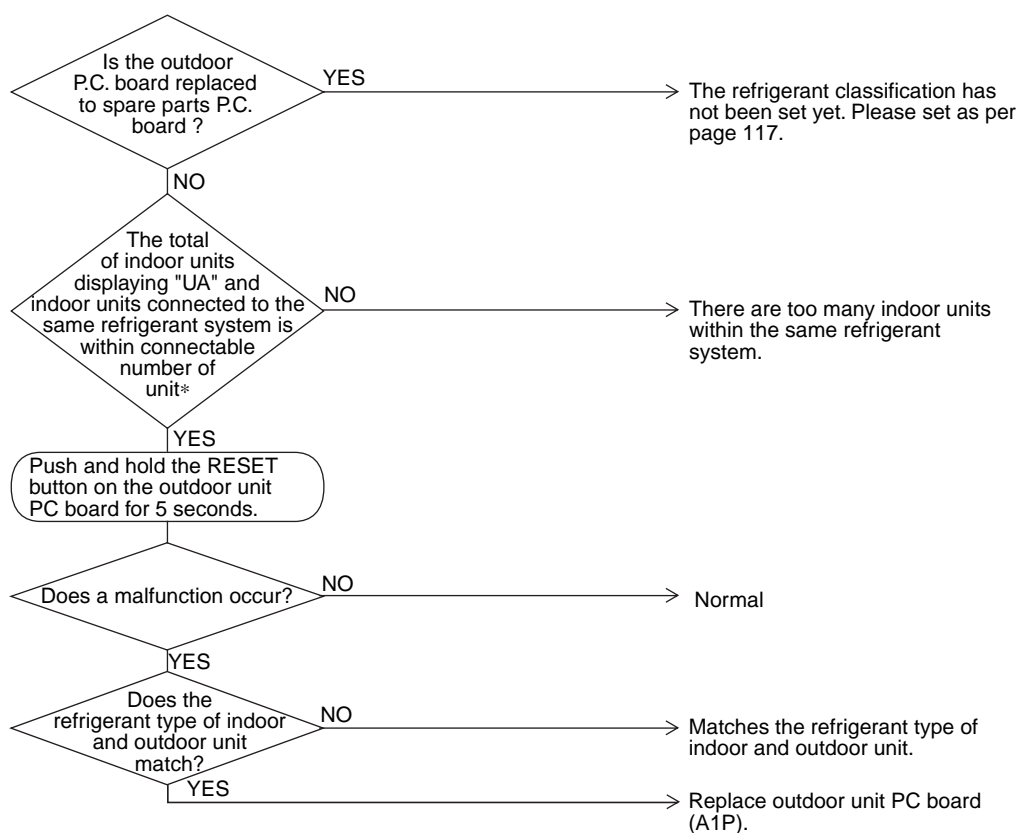 Is the outdoor
P.C. board replaced
to spare parts P.C.
board ?
YES
The refrigerant classification has
not been set yet. Please set as per
page 117.
NO
The total
of indoor units
displaying "UA" and
indoor units connected to the
same refrigerant system is
within connectable
number of
unit*
NO
There are too many indoor units
within the same refrigerant
system.
YES
Push and hold the RESET
button on the outdoor unit
PC board for 5 seconds.
Does a malfunction occur?
NO
Normal
YES
Does the
refrigerant type of indoor
and outdoor unit
match?
NO
Matches the refrigerant type of
indoor and outdoor unit.
YES
Replace outdoor unit PC board
(A1P).